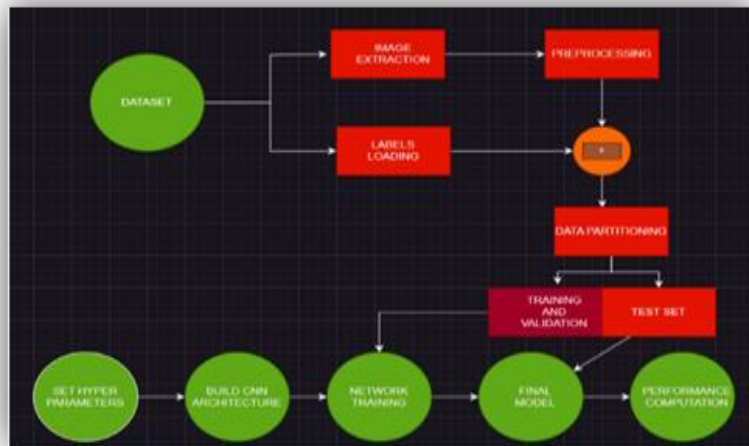 IMAGE
EXTRACTION
PREPROCESSING
DATASET
LABELS
LOADING
+
DATA PARTITIONING
TRAINING
AND
VALIDATION
TEST SET
SET HYPER
PARAMETERS
BUILD CNN
ARCHITECTURE
NETWORK
TRAINING
FINAL
MODEL
PERFORMANCE
COMPUTATION